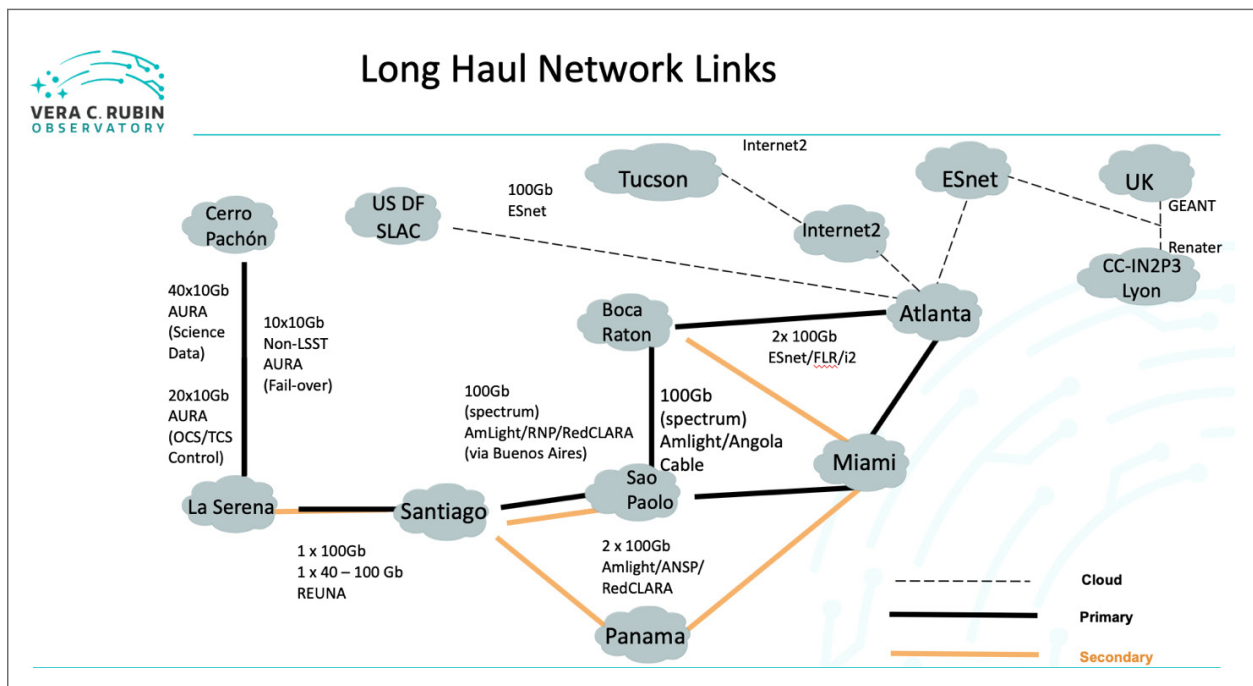 VERA C. RUBIN
OBSERVATORY
Long Haul Network Links
Internet2
Tucson
ESnet
UK
GEANT
100Gb
ESnet
US DF
SLAC
Cerro
Pachón
Internet2
Renater
CC-IN2P3
Lyon
40x10Gb
AURA
(Science
Data)
10x10Gb
Non-LSST
AURA
(Fail-over)
Boca
Raton
Atlanta
2x 100Gb
ESnet/FLR/i2
20x10Gb
AURA
(OCS/TCS
Control)
100Gb
(spectrum)
AmLight/RNP/RedCLARA
(via Buenos Aires)
100Gb
(spectrum)
Amlight/Angola
Cable
Miami
La Serena
Santiago
Sao
Paolo
1 x 100Gb
1 x 40 – 100 Gb
REUNA
2 x 100Gb
Amlight/ANSP/
RedCLARA
Panama
Cloud
Primary
Secondary